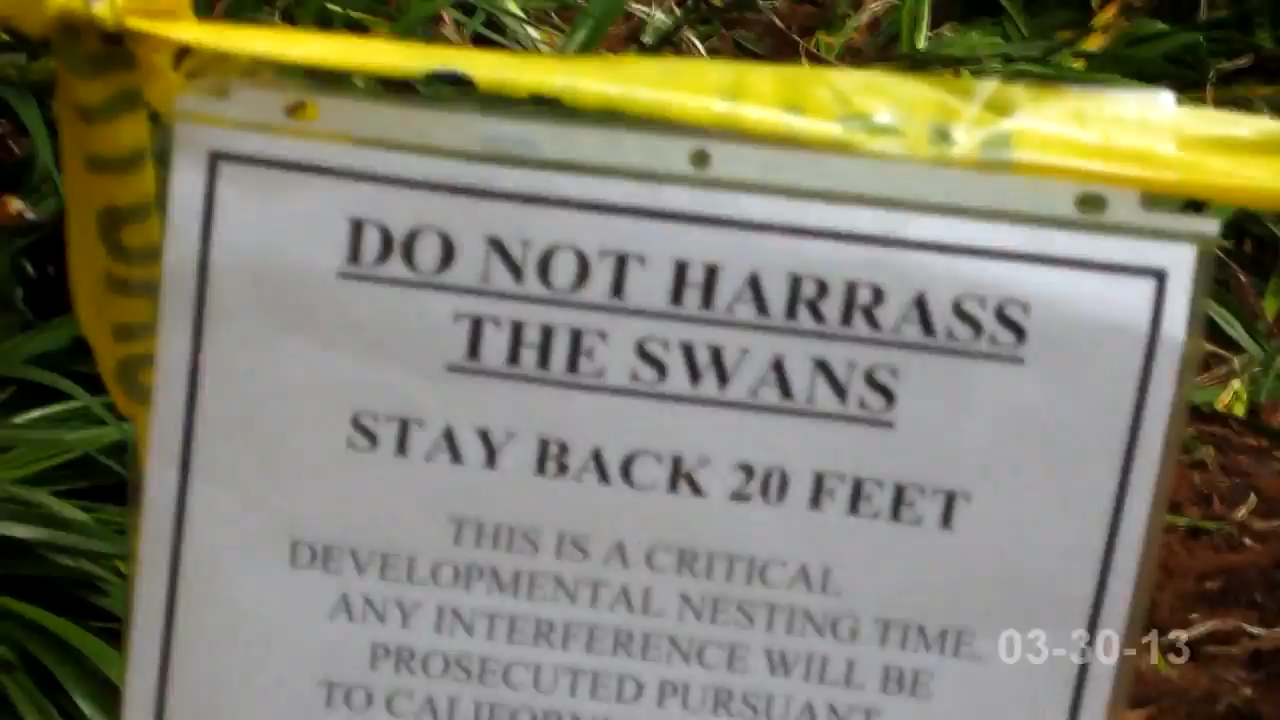 DO NOT HARRASS
THE SWANS
STAY BACK 20 FEET
THIS IS A CRITICAL
DEVELOPMENTAL NESTING TIME.
ANY INTERFERENCE WILL BE
PROSECUTED PURSUANT
TO
03-30-13